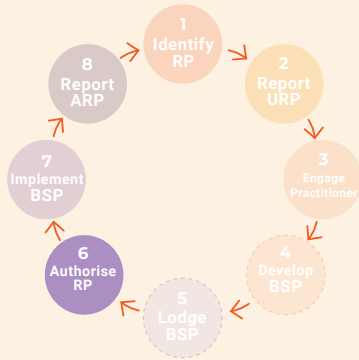 1
Identify
RP
2
Report
URP
3
Engage
Practitioner
4
Develop
BSP
5
Lodge
BSP
6
Authorise
RP
7
Implement
BSP
8
Report
ARP